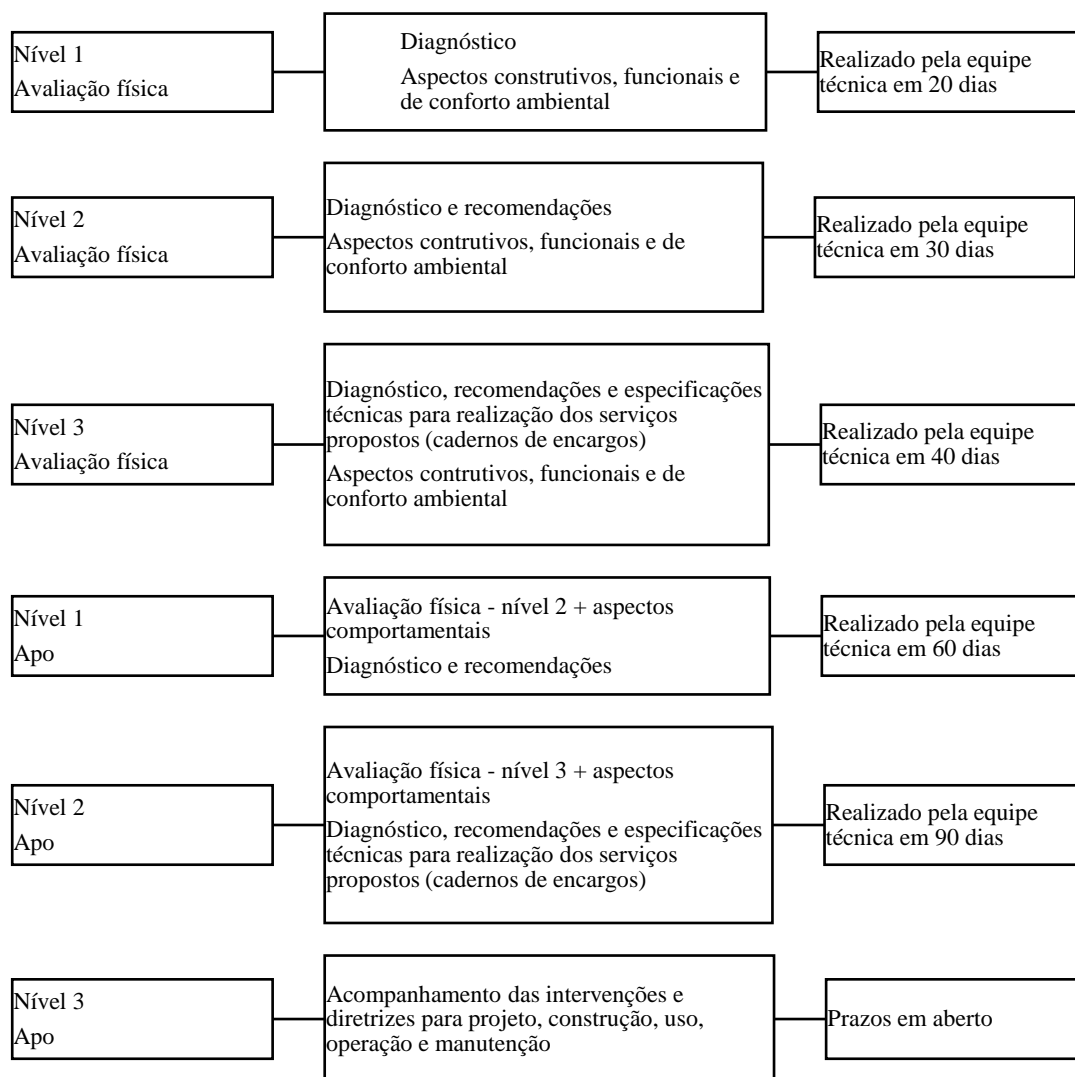 Nível 1
Avaliação física
Diagnóstico
Aspectos construtivos, funcionais e
de conforto ambiental
Realizado pela equipe
técnica em 20 dias
Nível 2
Avaliação física
Diagnóstico e recomendações
Aspectos contrutivos, funcionais e de
conforto ambiental
Realizado pela equipe
técnica em 30 dias
Nível 3
Avaliação física
Diagnóstico, recomendações e especificações
técnicas para realização dos serviços
propostos (cadernos de encargos)
Aspectos contrutivos, funcionais e de
conforto ambiental
Realizado pela equipe
técnica em 40 dias
Nível 1
Apo
Avaliação física - nível 2 + aspectos
comportamentais
Diagnóstico e recomendações
Realizado pela equipe
técnica em 60 dias
Nível 2
Apo
Avaliação física - nível 3 + aspectos
comportamentais
Diagnóstico, recomendações e especificações
técnicas para realização dos serviços
propostos (cadernos de encargos)
Realizado pela equipe
técnica em 90 dias
Nível 3
Apo
Acompanhamento das intervenções e
diretrizes para projeto, construção, uso,
operação e manutenção
Prazos em aberto